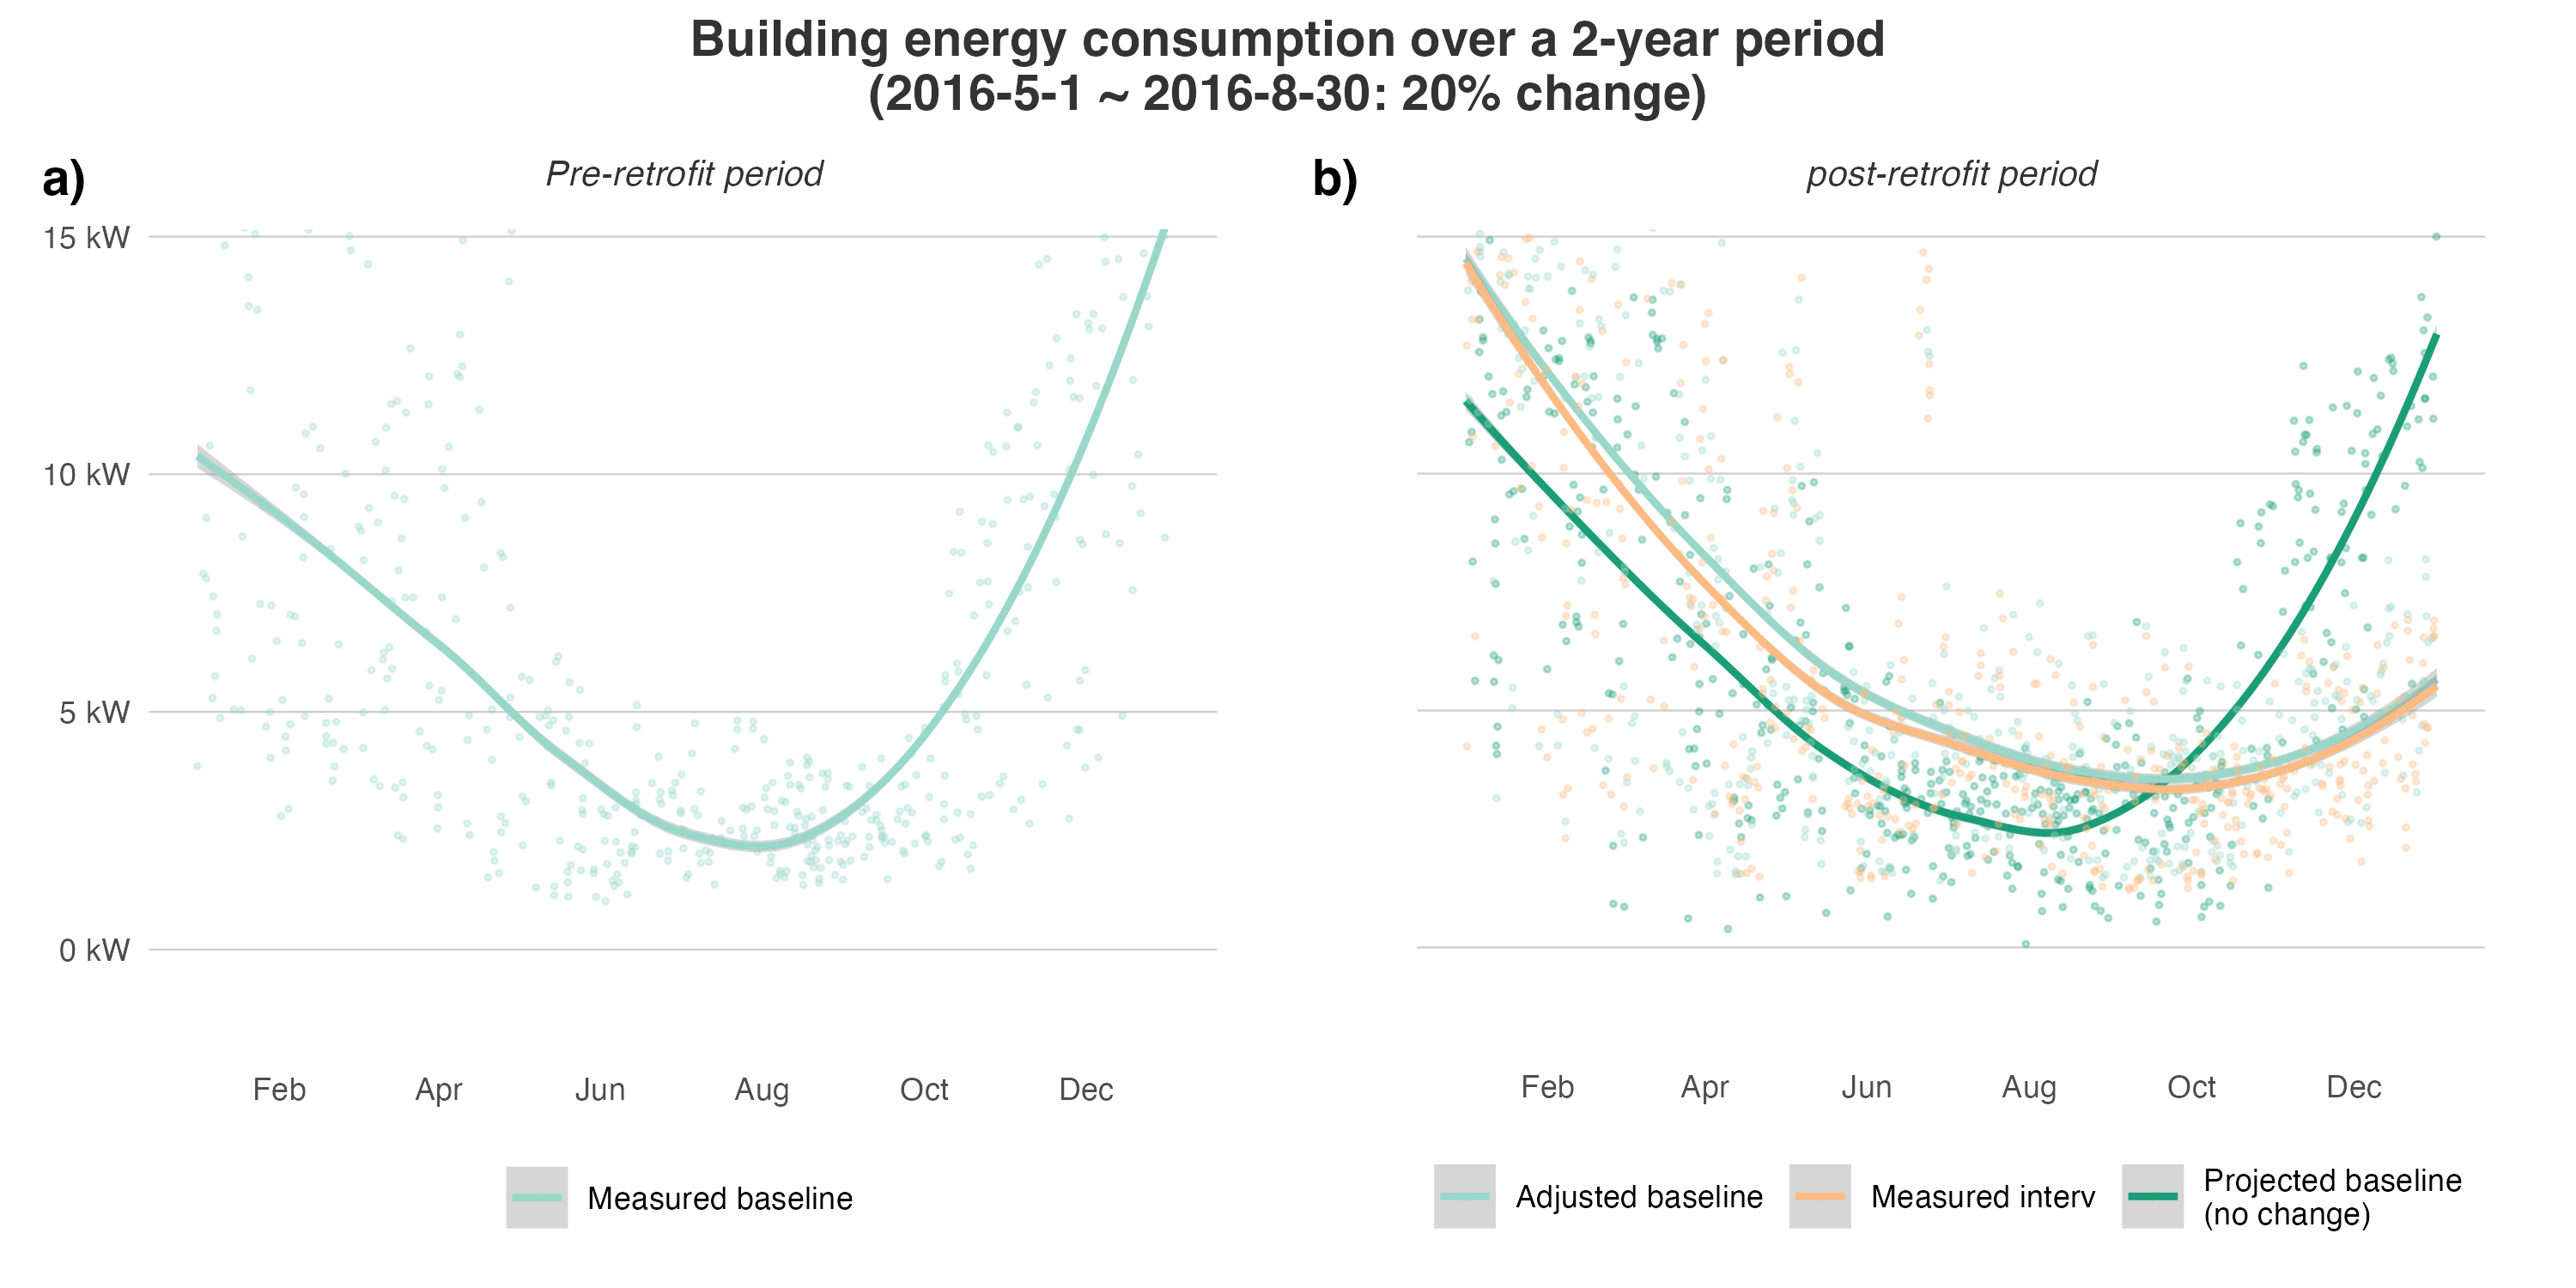 Building energy consumption over a 2-year period
(2016-5-1 ~ 2016-8-30: 20% change)
a)
Pre-retrofit period
15 kW
10 kW
5 kW
0 kW
Feb Apr Jun Aug Oct Dec
Measured baseline
b)
post-retrofit period
Feb Apr Jun Aug Oct Dec
Adjusted baseline
Measured interv
Projected baseline
(no change)